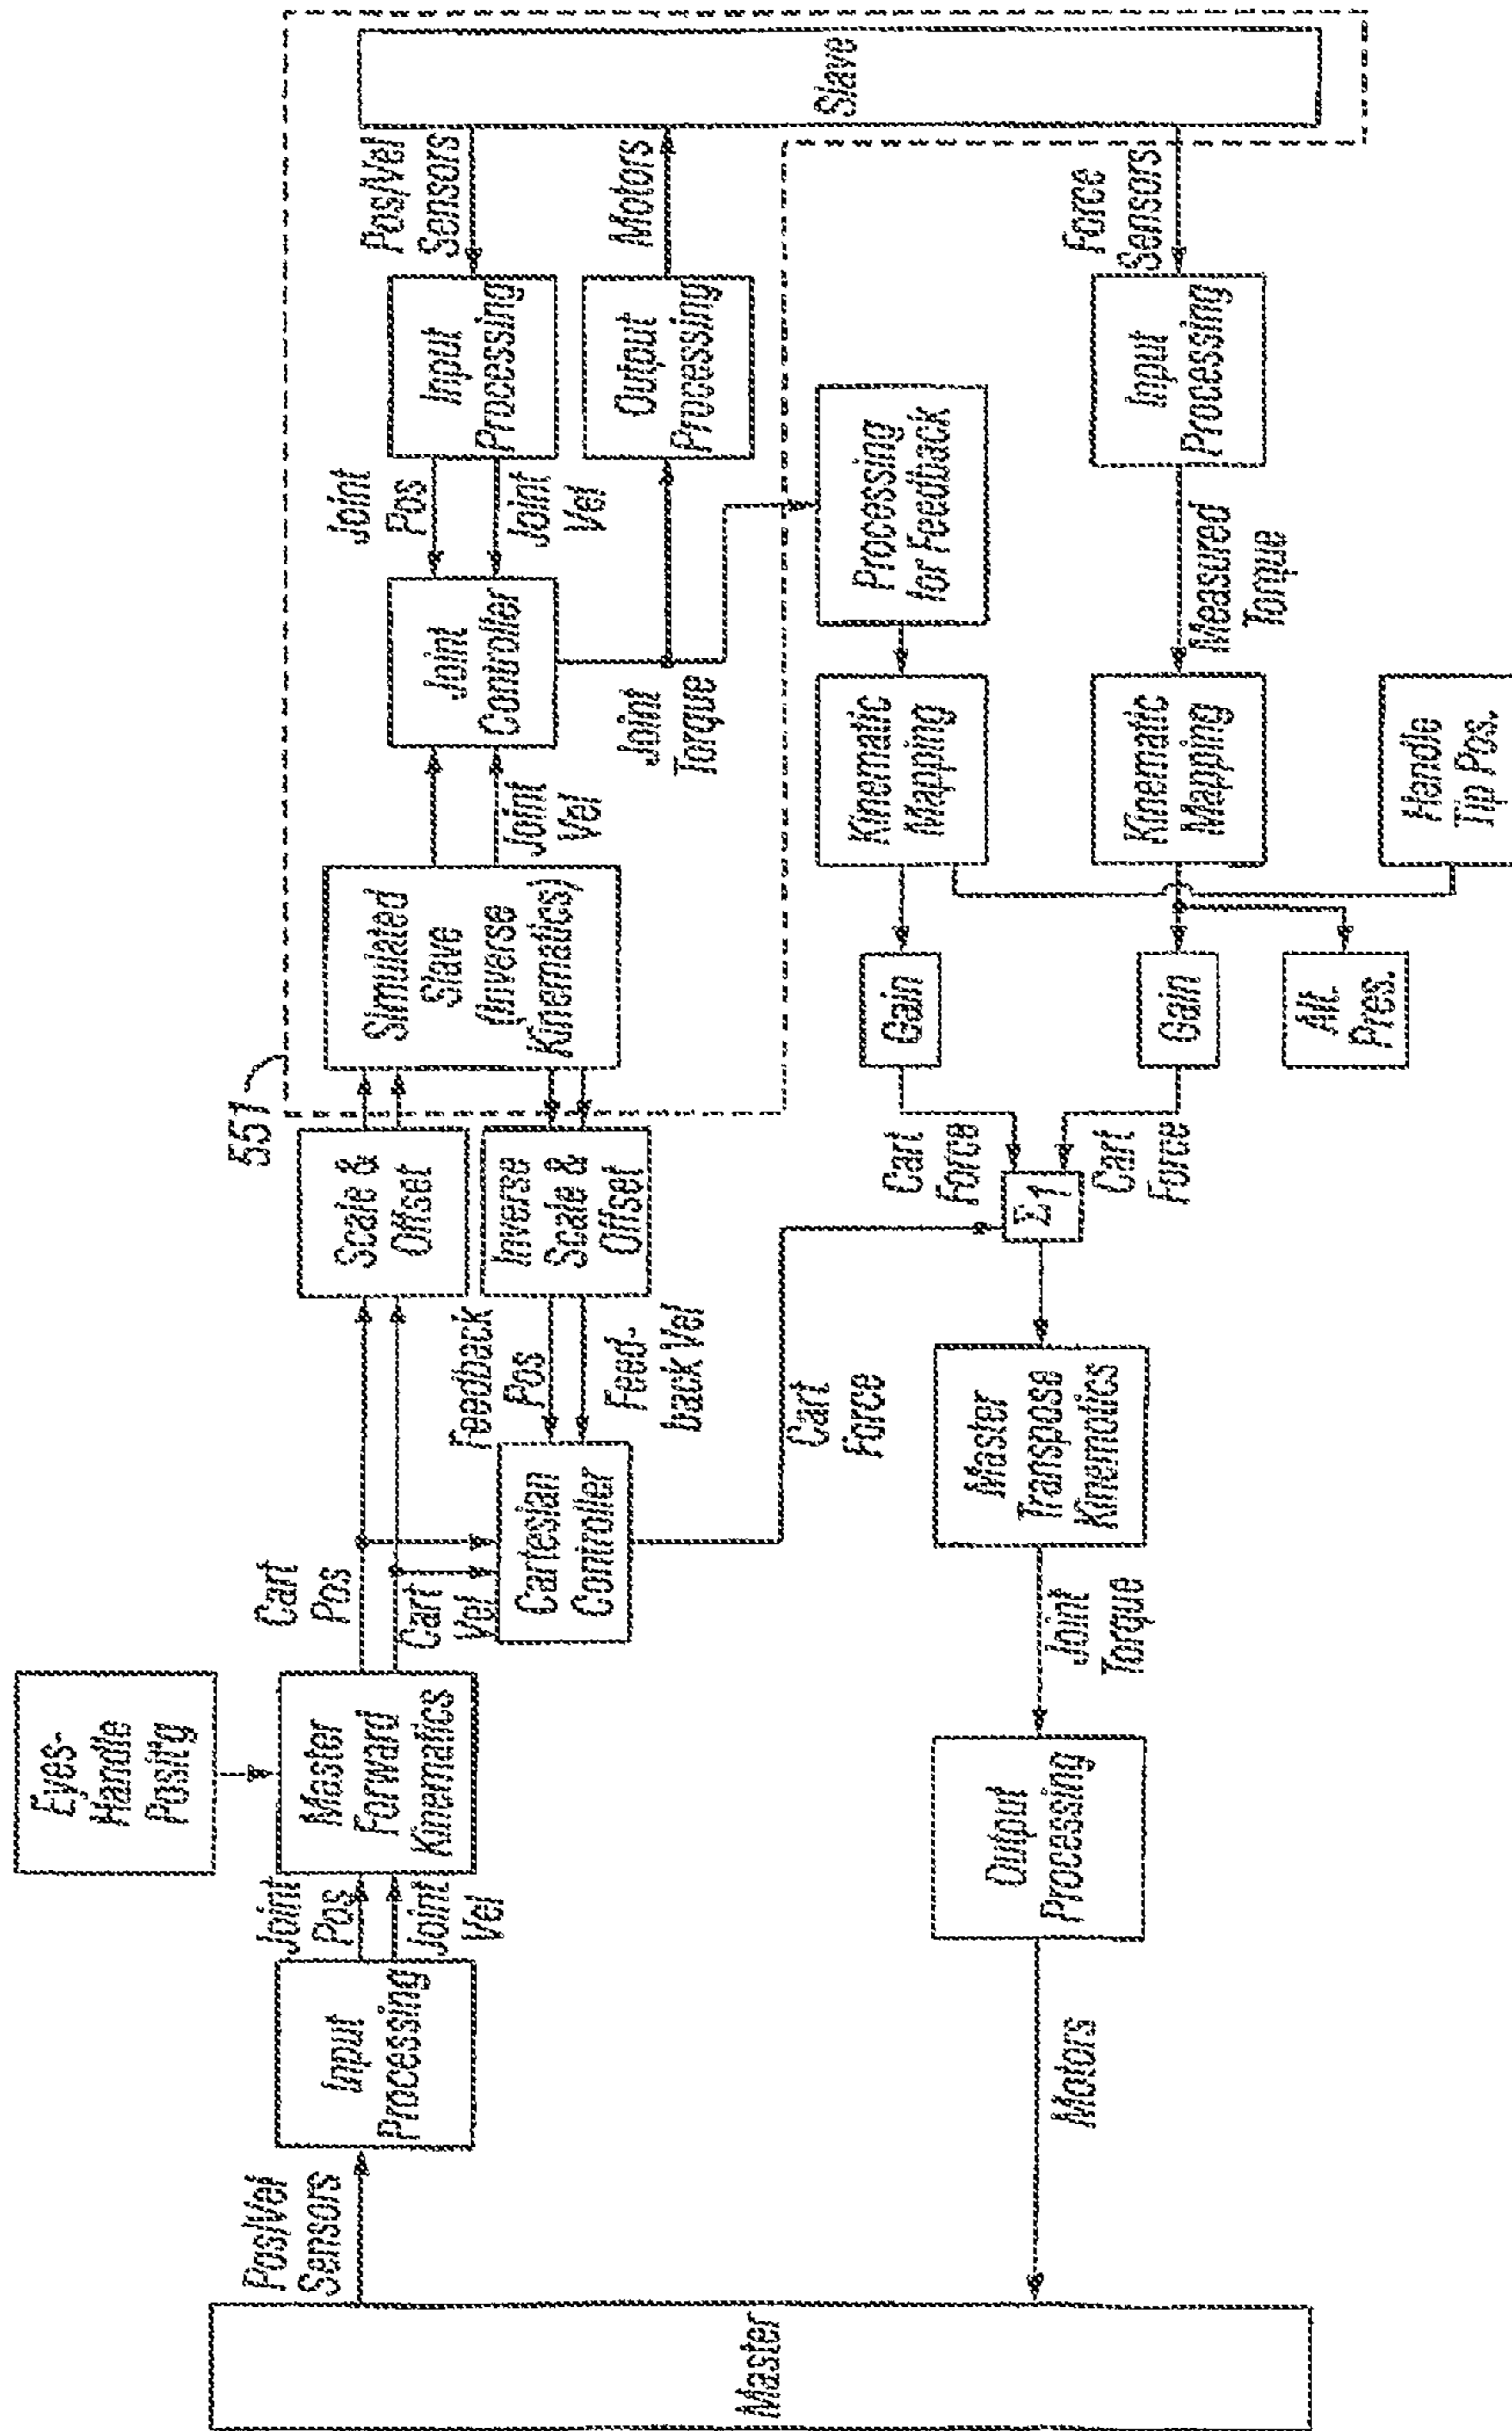 Eyes-
Handle
Posit'g
551
Pos/Vel
Sensors
Input
Processing
Joint
Pos
Joint
Vel
Master
Forward
Kinematics
Cart
Pos
Cart
Vel
Scale &
Offset
Simulated
Slave
(Inverse
Kinematics)
Joint
Vel
Joint
Controller
Joint
Pos
Joint
Vel
Input
Processing
Pos/Vel
Sensors
Cartesian
Controller
Feedback
Pos
Feed-
back Vel
Inverse
Scale &
Offset
Joint
Torque
Output
Processing
Motors
Master
Slave
Cart
Force
Cart
Force
Gain
Kinematic
Mapping
Processing
for Feedback
Motors
Output
Processing
Joint
Torque
Master
Transpose
Kinemotics
Σ1
Cart
Force
Gain
Kinematic
Mapping
Measured
Torque
Input
Processing
Force
Sensors
Alt.
Pres.
Handle
Tip Pos.